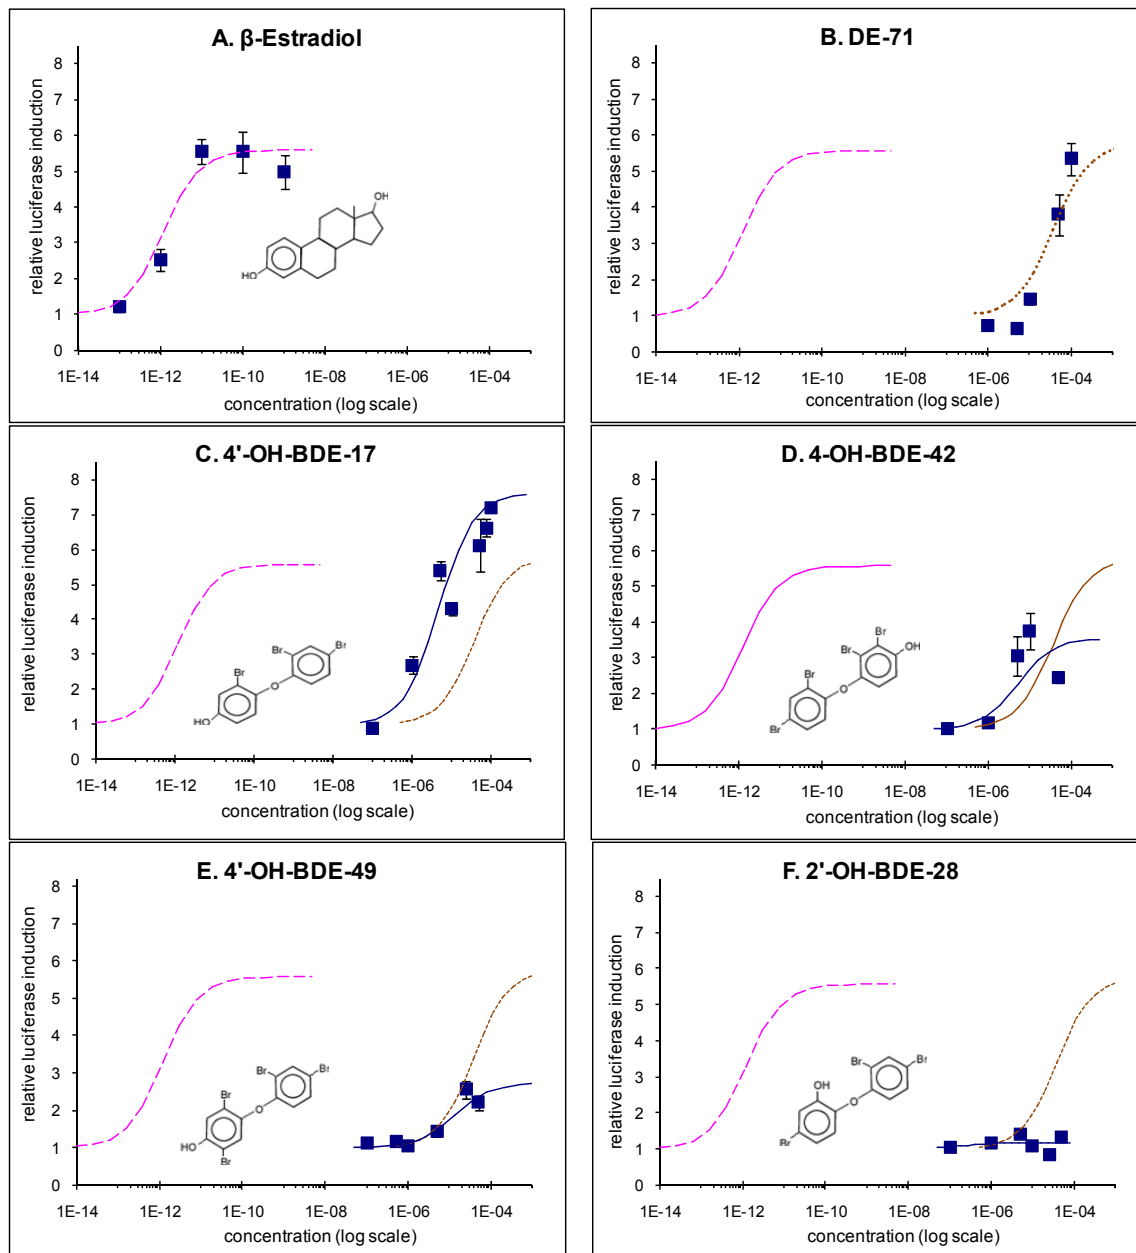 A. β-Estradiol
relative luciferase induction
8
7
6
5
4
3
2
1
0
1E-14 1E-12 1E-10 1E-08 1E-06 1E-04
concentration (log scale)
OH
HO
B. DE-71
relative luciferase induction
8
7
6
5
4
3
2
1
0
1E-14 1E-12 1E-10 1E-08 1E-06 1E-04
concentration (log scale)
C. 4'-OH-BDE-17
relative luciferase induction
8
7
6
5
4
3
2
1
0
1E-14 1E-12 1E-10 1E-08 1E-06 1E-04
concentration (log scale)
Br
Br
Br
O
HO
D. 4-OH-BDE-42
relative luciferase induction
8
7
6
5
4
3
2
1
0
1E-14 1E-12 1E-10 1E-08 1E-06 1E-04
concentration (log scale)
Br
Br
OH
Br
O
Br
E. 4'-OH-BDE-49
relative luciferase induction
8
7
6
5
4
3
2
1
0
1E-14 1E-12 1E-10 1E-08 1E-06 1E-04
concentration (log scale)
Br
Br
Br
O
HO
Br
F. 2'-OH-BDE-28
relative luciferase induction
8
7
6
5
4
3
2
1
0
1E-14 1E-12 1E-10 1E-08 1E-06 1E-04
concentration (log scale)
Br
Br
OH
O
Br